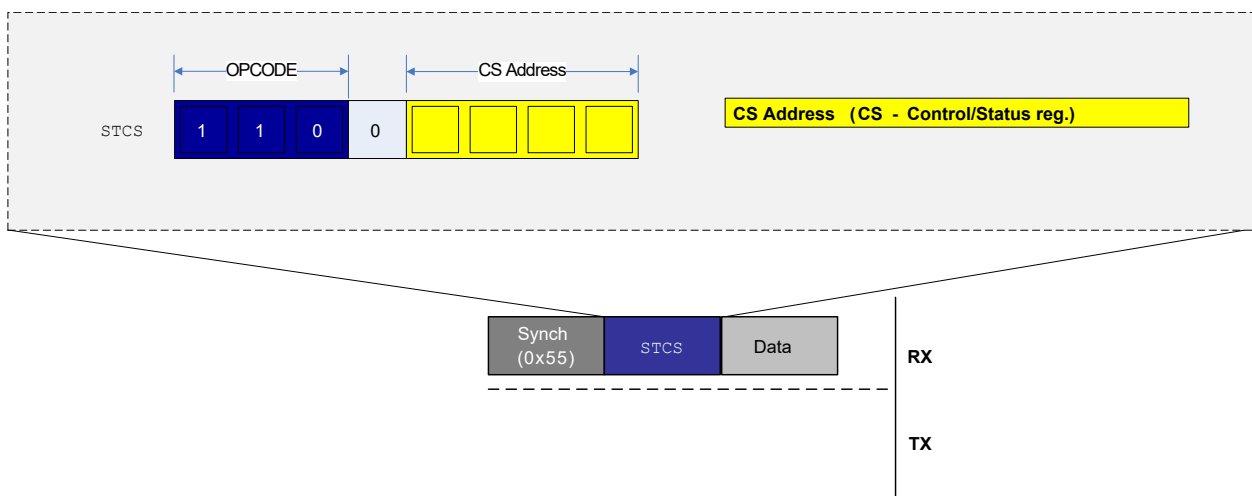 OPCODE
CS Address
STCS
1 1 0 0
CS Address (CS - Control/Status reg.)
Synch
(0x55)
STCS
Data
RX
TX